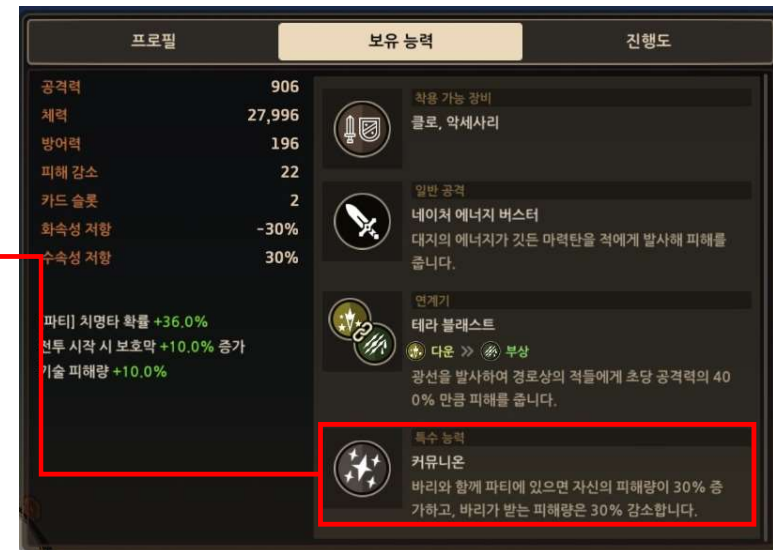 프로필
보유 능력
진행도
공격력 906
체력 27,996
방어력 196
피해 감소 22
카드 슬롯 2
화속성 저항 -30%
수속성 저항 30%
[파티] 치명타 확률 +36.0%
전투 시작 시 보호막 +10.0% 증가
기술 피해량 +10.0%
착용 가능 장비
클로, 악세사리
일반 공격
네이처 에너지 버스터
대지의 에너지가 깃든 마력탄을 적에게 발사해 피해를
줍니다.
연계기
테라 블래스트
다운 >> 부상
광선을 발사하여 경로상의 적들에게 초당 공격력의 40
0% 만큼 피해를 줍니다.
특수 능력
커뮤니온
바리와 함께 파티에 있으면 자신의 피해량이 30% 증
가하고, 바리가 받는 피해량은 30% 감소합니다.